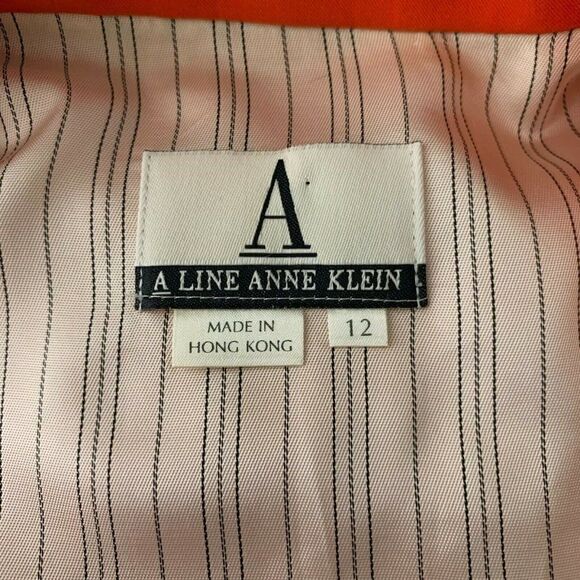 A
A LINE ANNE KLEIN
MADE IN
HONG KONG
12